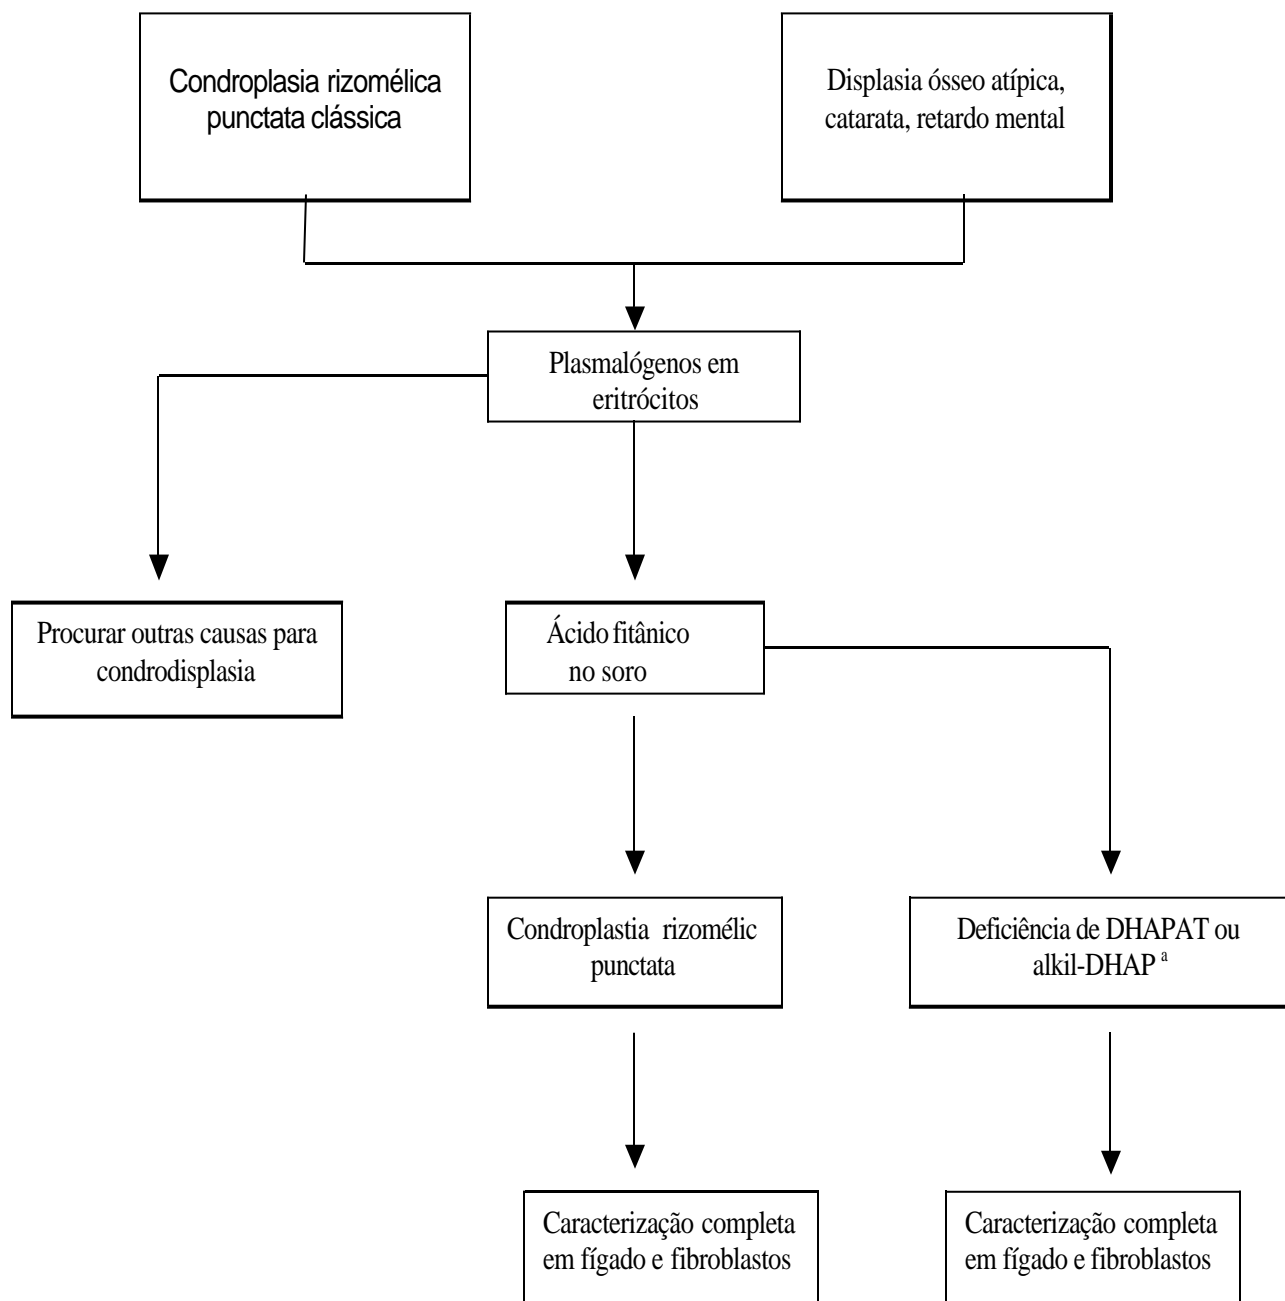 Condroplasia rizomélica
punctata clássica
Displasia ósseo atípica,
catarata, retardo mental
Plasmalógenos em
eritrócitos
Procurar outras causas para
condrodisplasia
Ácido fitânico
no soro
Condroplastia rizomélic
punctata
Deficiência de DHAPAT ou
alkil-DHAP ª
Caracterização completa
em fígado e fibroblastos
Caracterização completa
em fígado e fibroblastos